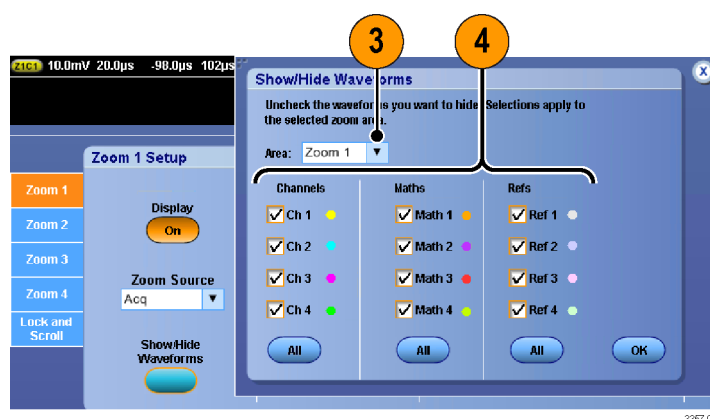 3 4
Z1C1 10.0mV 20.0µs -98.0µs 102µs
Show/Hide Waveforms
X
Uncheck the waveforms you want to hide. Selections apply to
the selected zoom area.
Area: Zoom 1
Zoom 1 Setup
Channels Maths Refs
Zoom 1
Display
On
Ch 1 Math 1 Ref 1
Zoom 2
Ch 2 Math 2 Ref 2
Zoom 3
Zoom Source
Ch 3 Math 3 Ref 3
Zoom 4
Acq
Ch 4 Math 4 Ref 4
Lock and
Scroll
Show/Hide
Waveforms
All All All OK